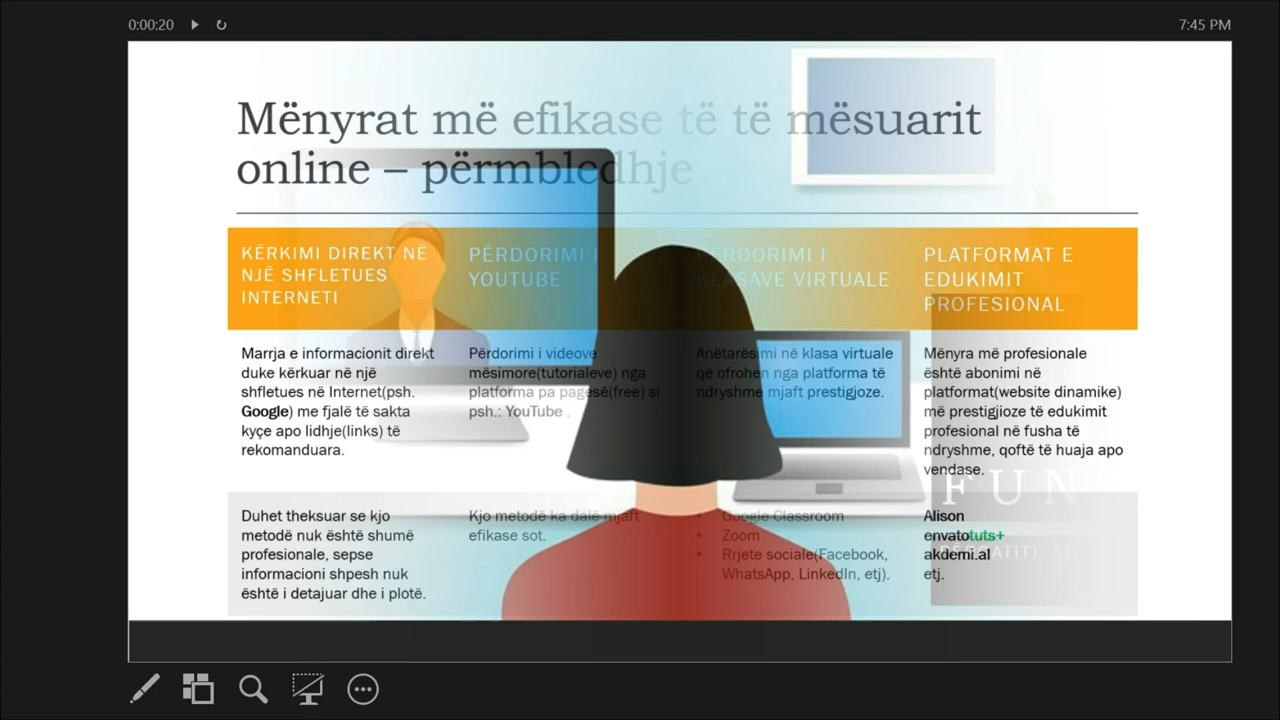 0:00:20
7:45 PM
Mënyrat më efikase të të mësuarit
online – përmbledhje
KËRKIMI DIREKT NË
NJË SHFLETUES
INTERNETI
PËRDORIMI I
YOUTUBE
PËRDORIMI I
KLASAVE VIRTUALE
PLATFORMAT E
EDUKIMIT
PROFESIONAL
Marrja e informacionit direkt
duke kërkuar në një
shfletues në Internet(psh.
Google) me fjalë të sakta
kyçe apo lidhje(links) të
rekomanduara.
Përdorimi i videove
mësimore(tutorialeve) nga
platforma pa pagesë(free) si
psh.: YouTube .
Anëtarësimi në klasa virtuale
që ofrohen nga platforma të
ndryshme mjaft prestigjoze.
Mënyra më profesionale
është abonimi në
platformat(website dinamike)
më prestigjioze të edukimit
profesional në fusha të
ndryshme, qoftë të huaja apo
vendase.
FUN
Duhet theksuar se kjo
metodë nuk është shumë
profesionale, sepse
informacioni shpesh nuk
është i detajuar dhe i plotë.
Kjo metodë ka dalë mjaft
efikase sot.
• Google Classroom
• Zoom
• Rrjete sociale(Facebook,
WhatsApp, LinkedIn, etj).
Alison
envatotuts+
akdemi.al
etj.